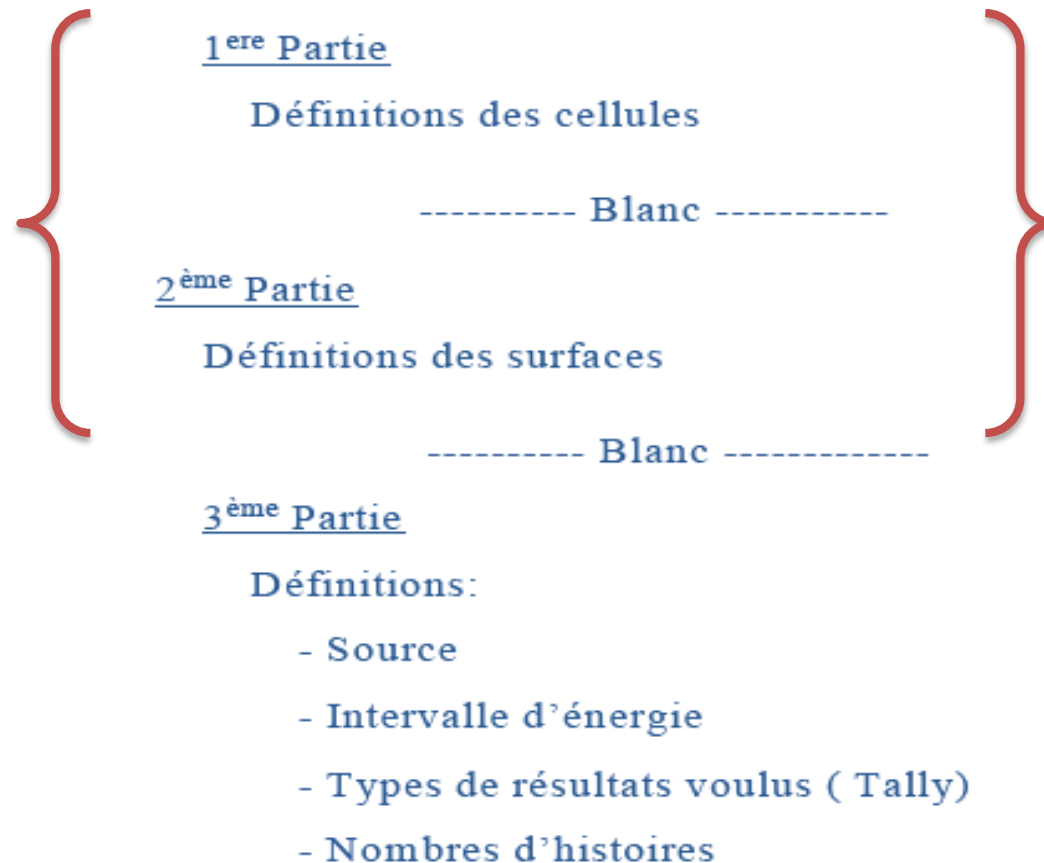 1ere Partie
Définitions des cellules
---------- Blanc -----------
2ème Partie
Définitions des surfaces
---------- Blanc -------------
3ème Partie
Définitions:
- Source
- Intervalle d’énergie
- Types de résultats voulus ( Tally)
- Nombres d’histoires